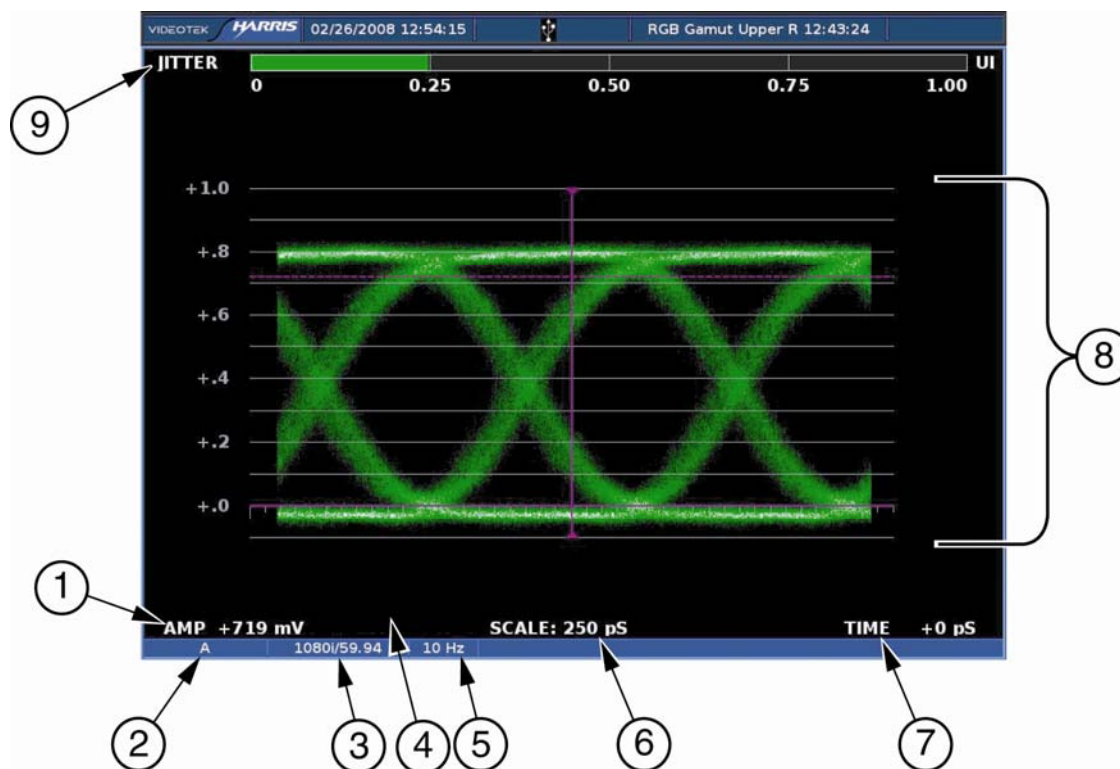 VIDEOTEK HARRIS 02/26/2008 12:54:15 RGB Gamut Upper R 12:43:24
JITTER UI
0 0.25 0.50 0.75 1.00
9
+1.0
+.8
+.6
+.4
+.2
+.0
8
1
AMP +719 mV SCALE: 250 pS TIME +0 pS
A 1080i/59.94 10 Hz
2 3 4 5 6 7